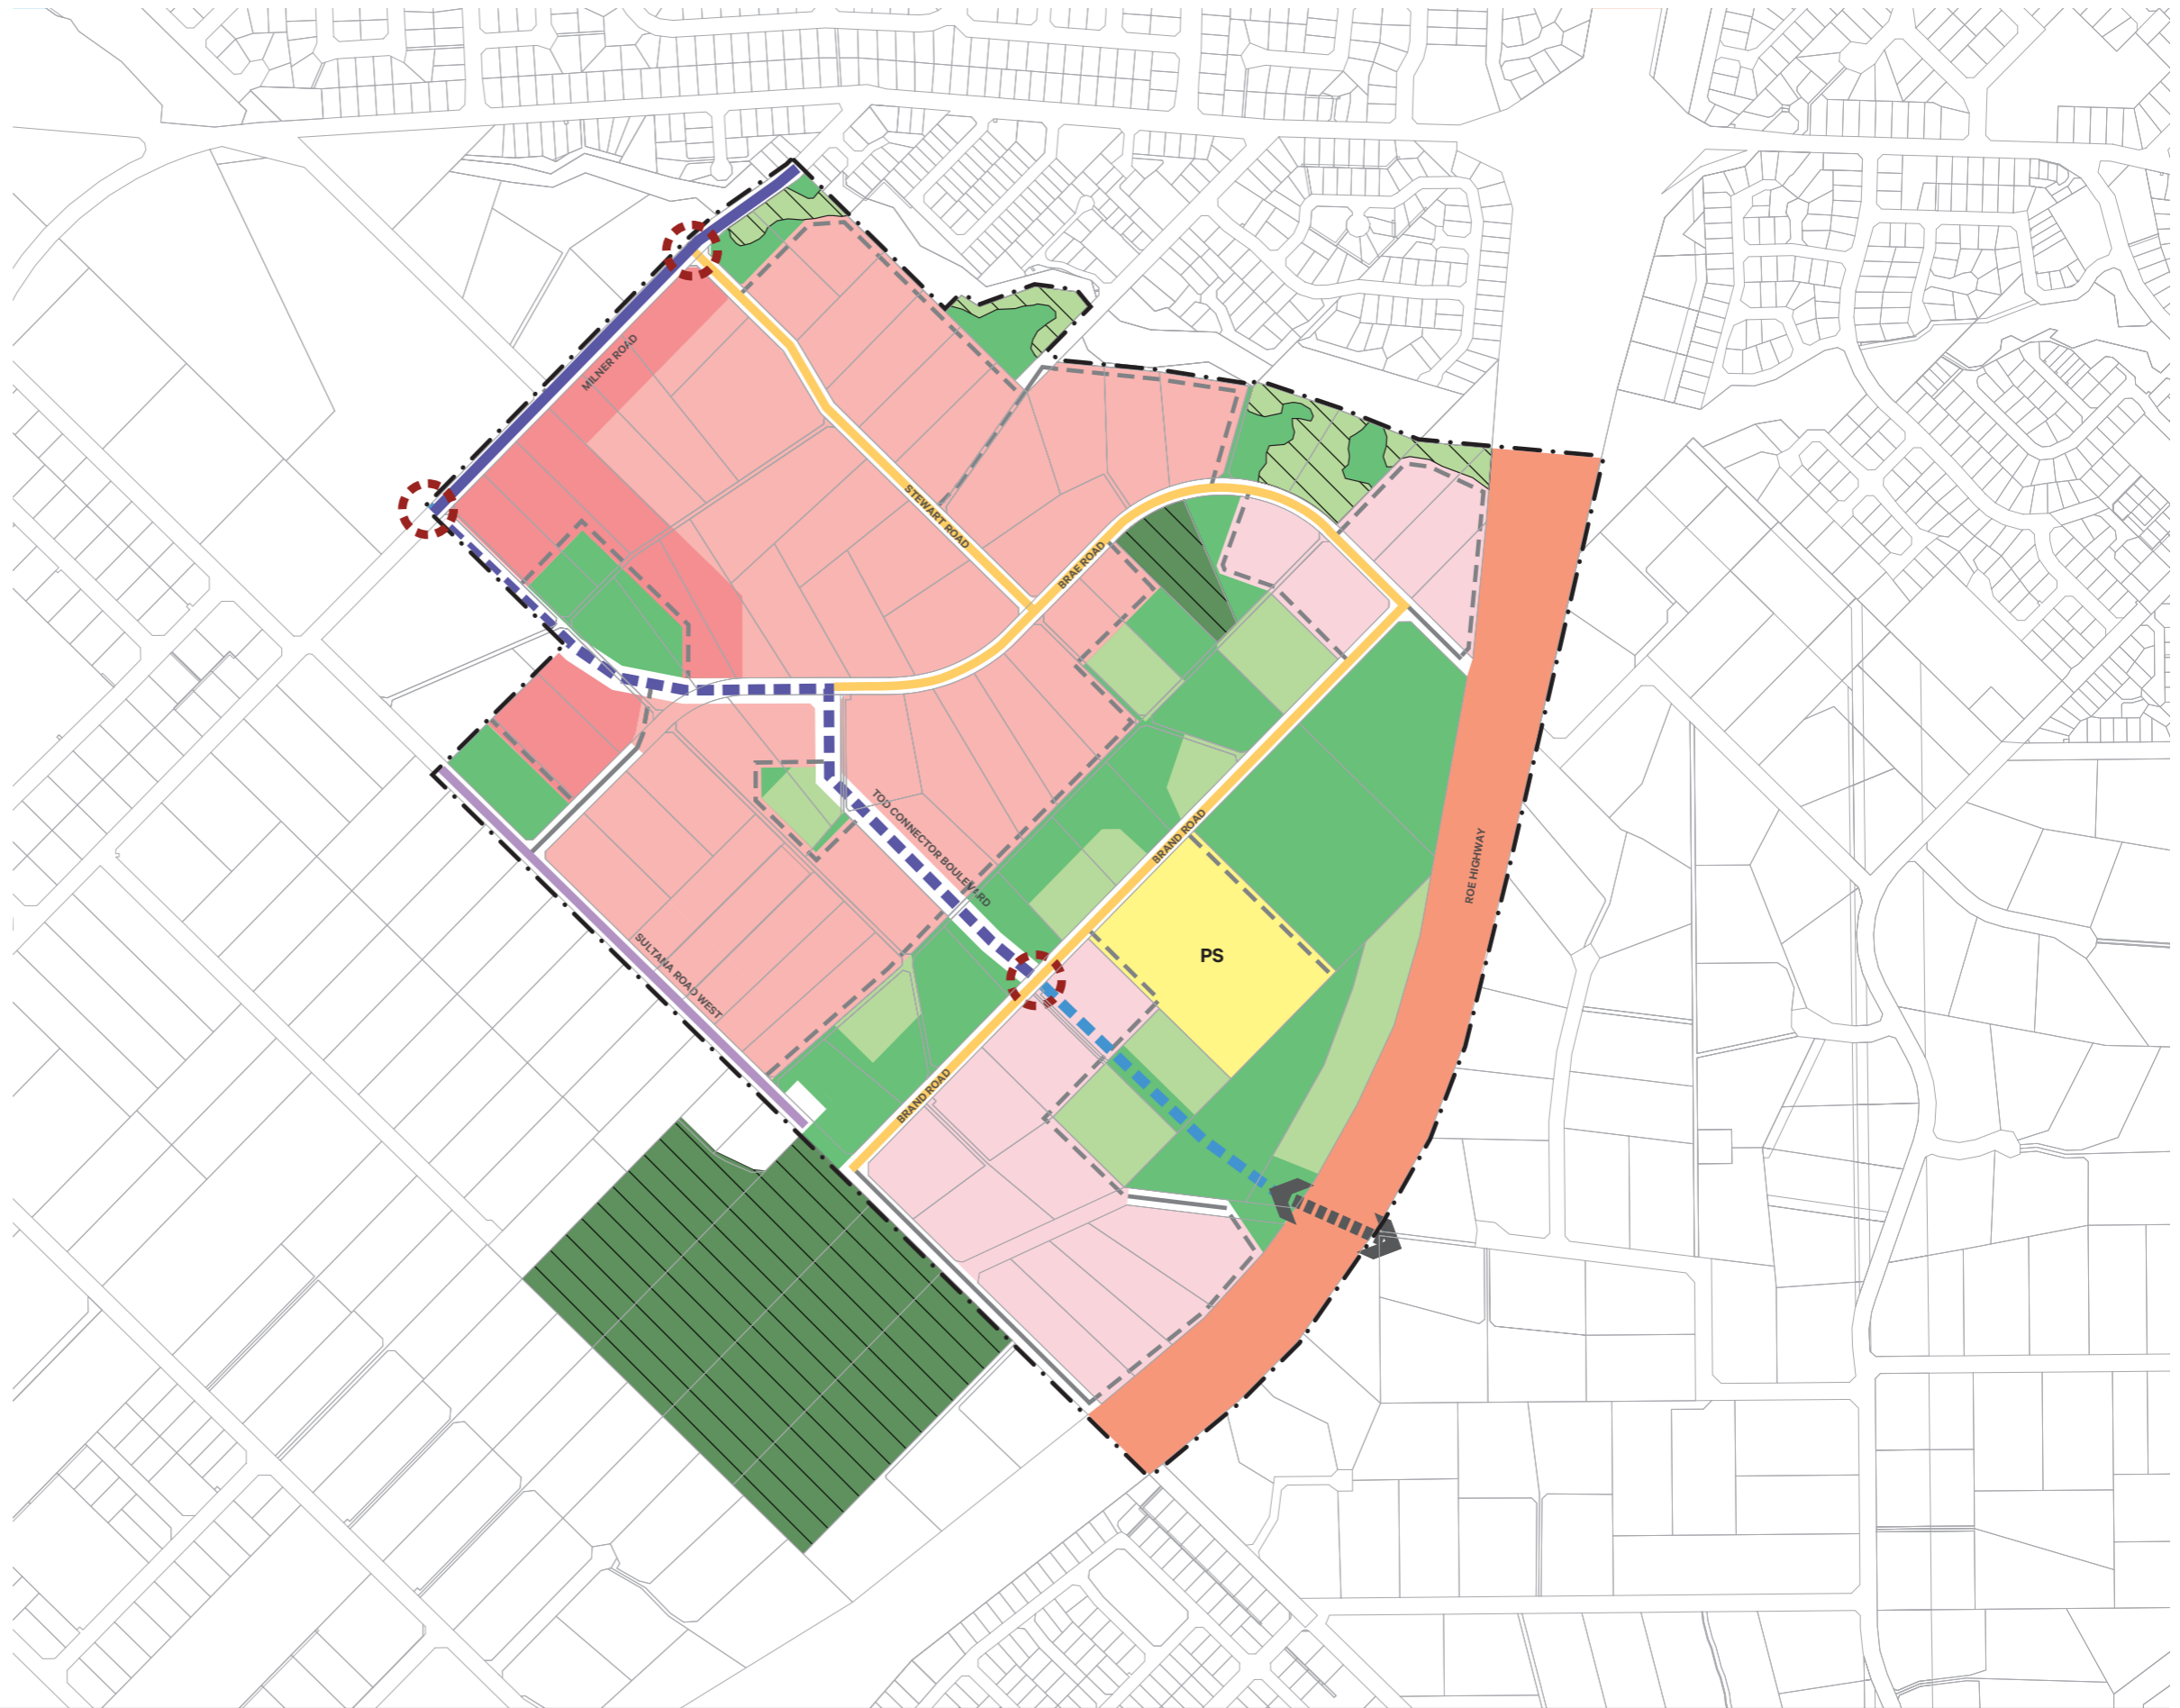 MILNER ROAD
STEWART ROAD
BRAE ROAD
TOD CONNECTOR BOULEVARD
BRAND ROAD
ROE HIGHWAY
PS
SULTANA ROAD WEST
BRAND ROAD